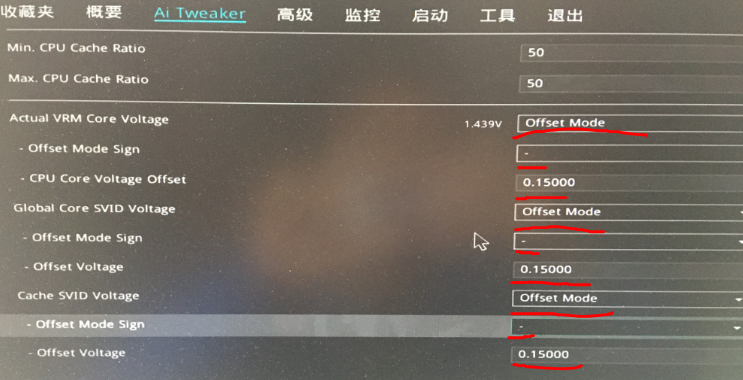 收藏夹 概要 Ai Tweaker 高级 监控 启动 工具 退出
Min. CPU Cache Ratio 50
Max. CPU Cache Ratio 50
Actual VRM Core Voltage 1.439V Offset Mode
- Offset Mode Sign -
- CPU Core Voltage Offset 0.15000
Global Core SVID Voltage Offset Mode
- Offset Mode Sign -
- Offset Voltage 0.15000
Cache SVID Voltage Offset Mode
- Offset Mode Sign -
- Offset Voltage 0.15000